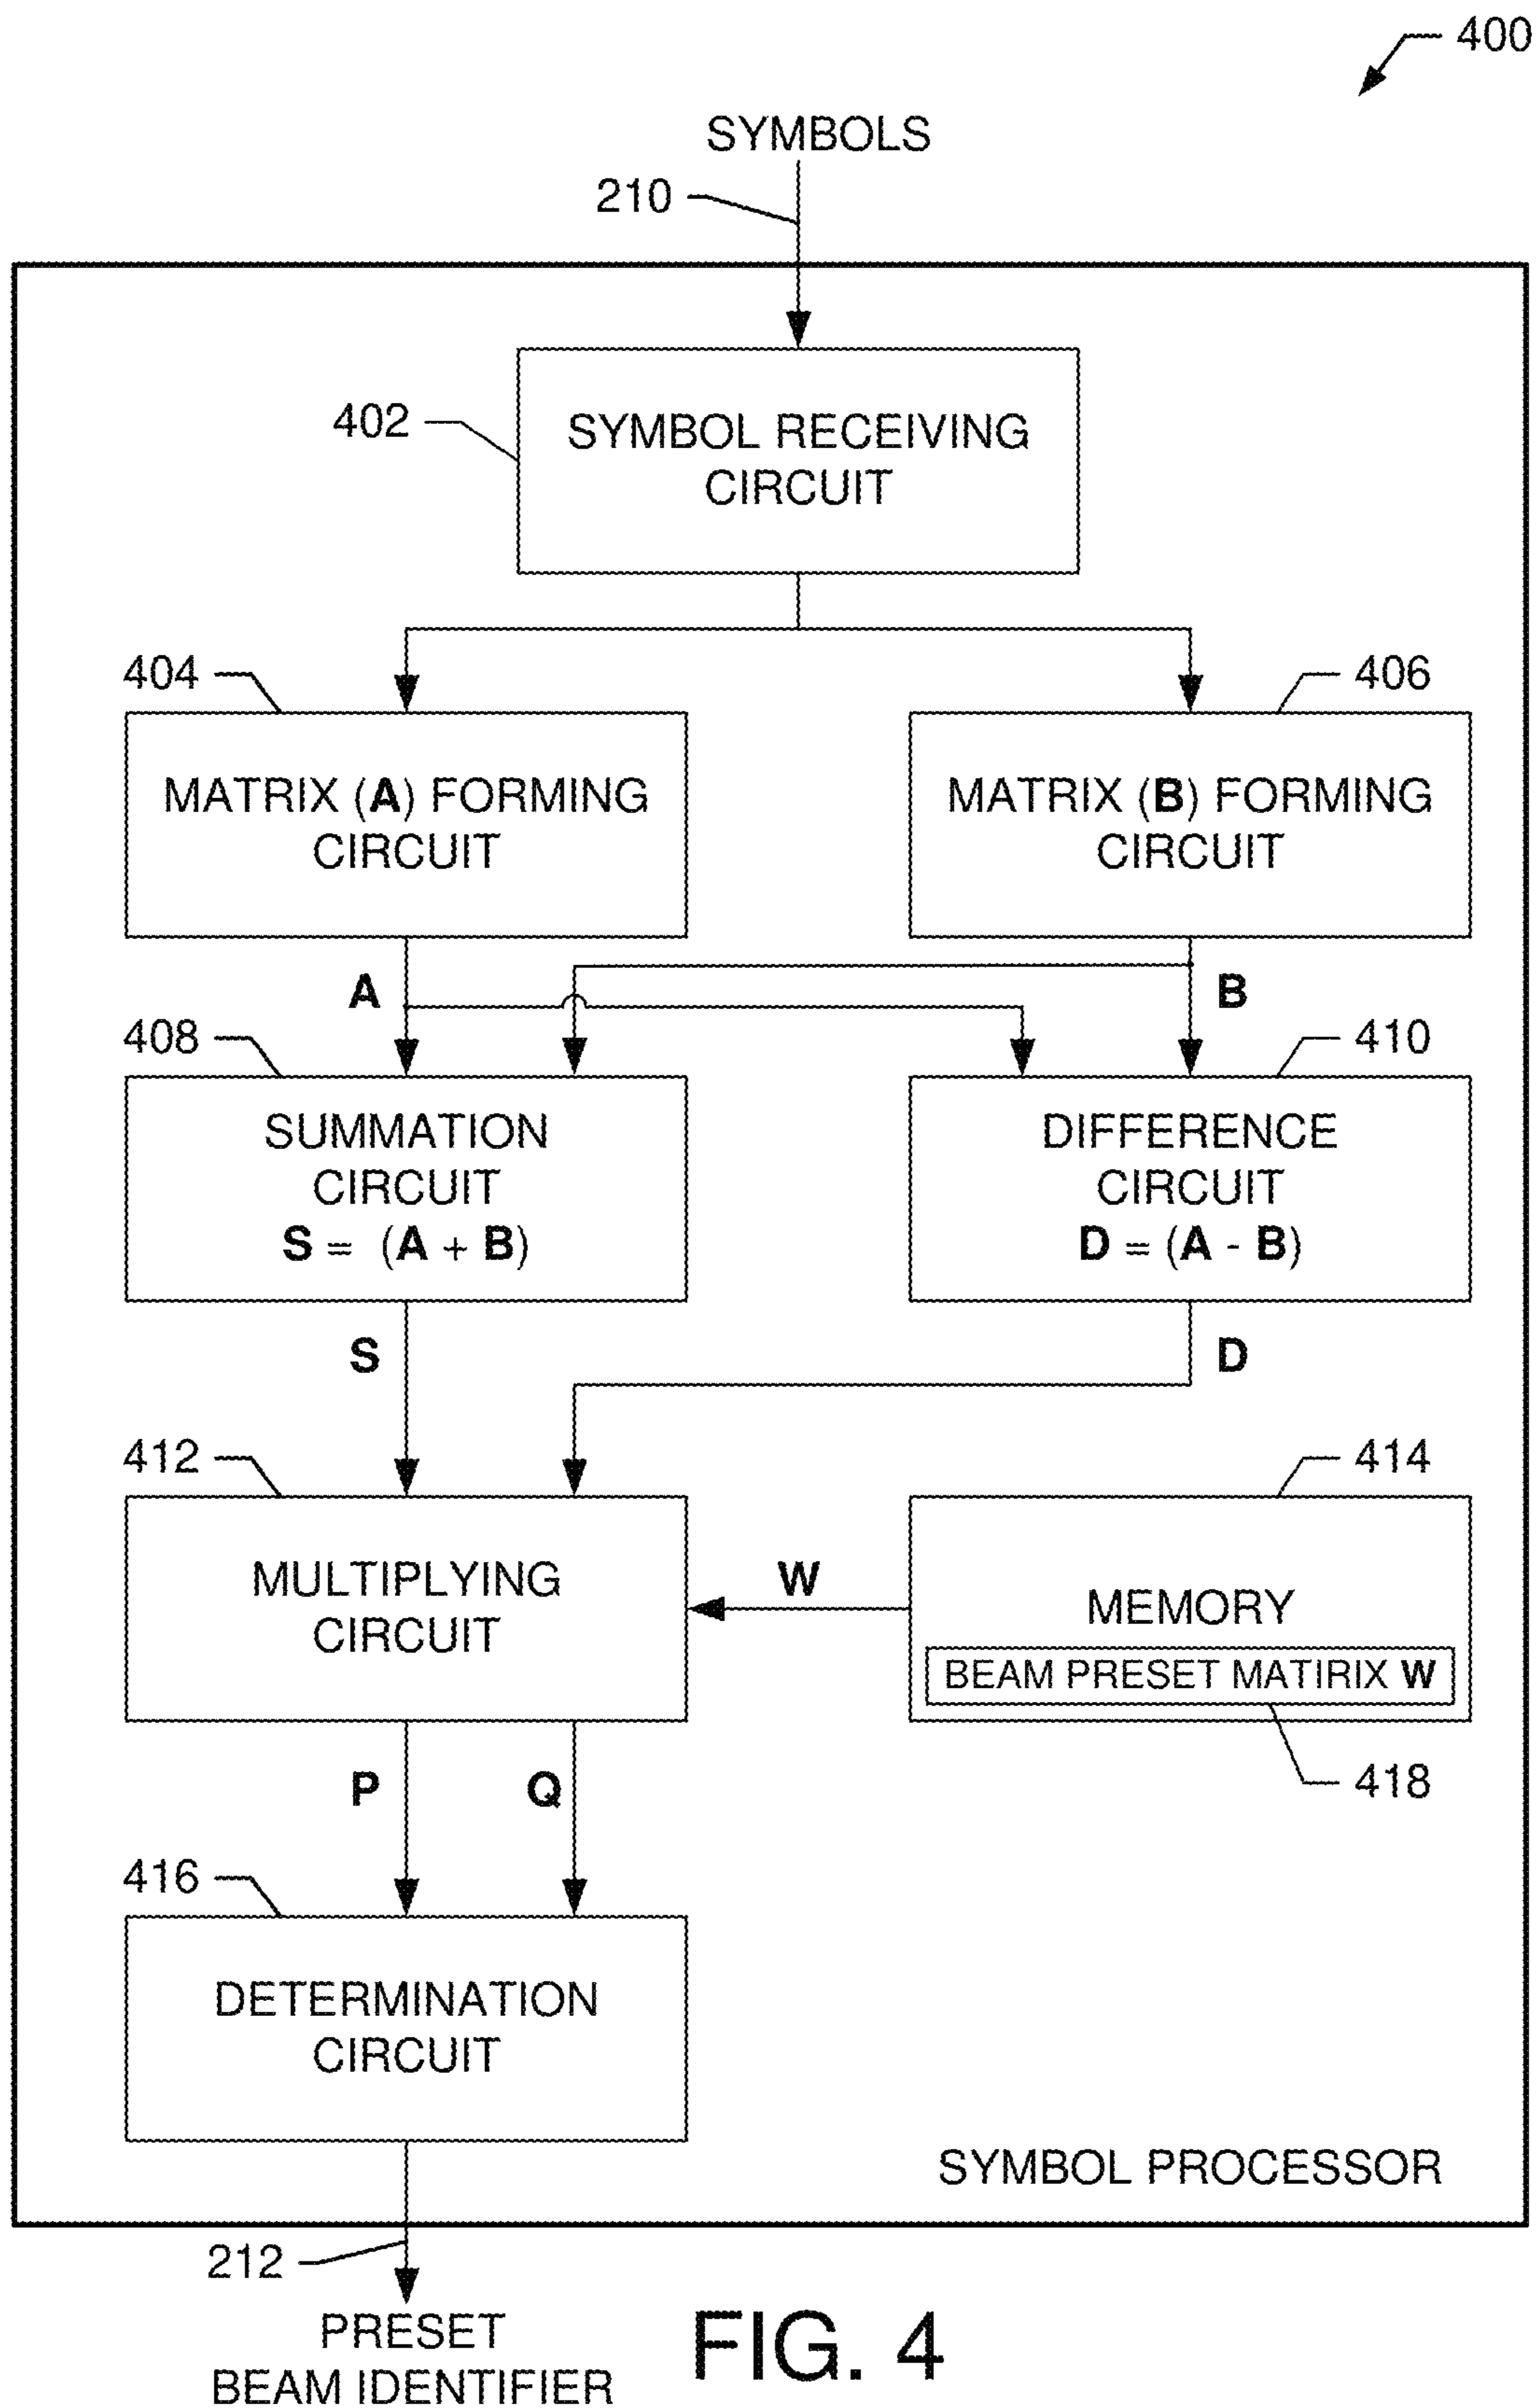 400
SYMBOLS
210
402
SYMBOL RECEIVING
CIRCUIT
404
406
MATRIX (A) FORMING
CIRCUIT
MATRIX (B) FORMING
CIRCUIT
A
B
408
410
SUMMATION
CIRCUIT
S = (A + B)
DIFFERENCE
CIRCUIT
D = (A - B)
S
D
412
414
MULTIPLYING
CIRCUIT
W
MEMORY
BEAM PRESET MATIRIX W
418
P
Q
416
DETERMINATION
CIRCUIT
SYMBOL PROCESSOR
212
PRESET
BEAM IDENTIFIER
FIG. 4